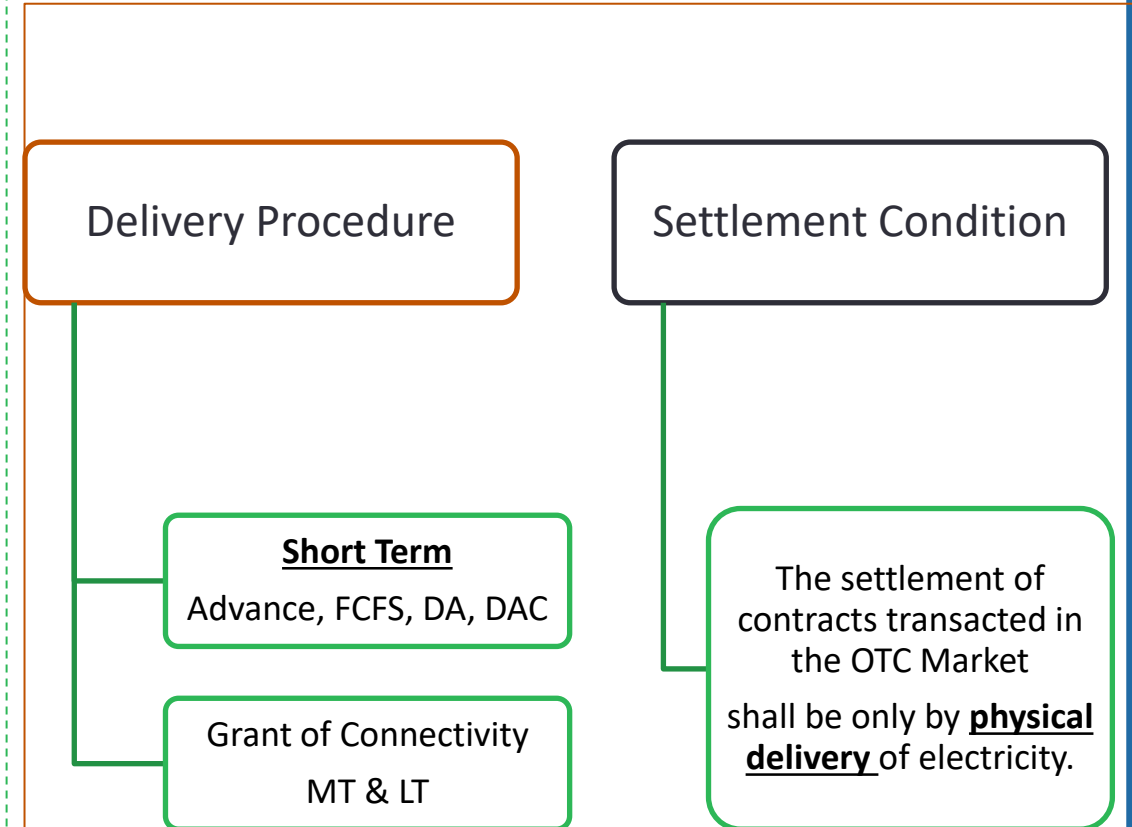 Delivery Procedure
Settlement Condition
Short Term
Advance, FCFS, DA, DAC
Grant of Connectivity
MT & LT
The settlement of
contracts transacted in
the OTC Market
shall be only by physical
delivery of electricity.